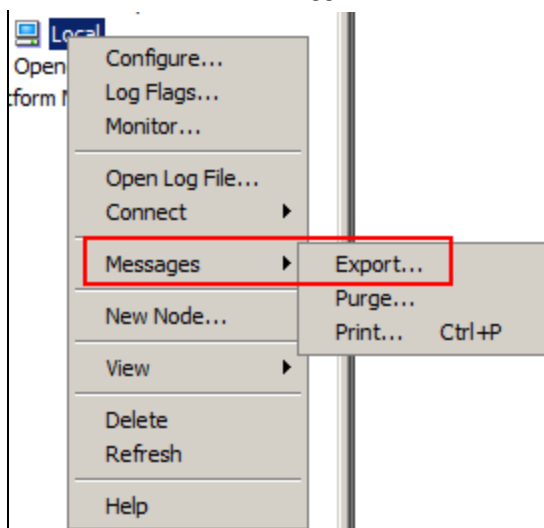 Local
Open
tform
Configure...
Log Flags...
Monitor...
Open Log File...
Connect
Messages
Export...
Purge...
Print... Ctrl+P
New Node...
View
Delete
Refresh
Help